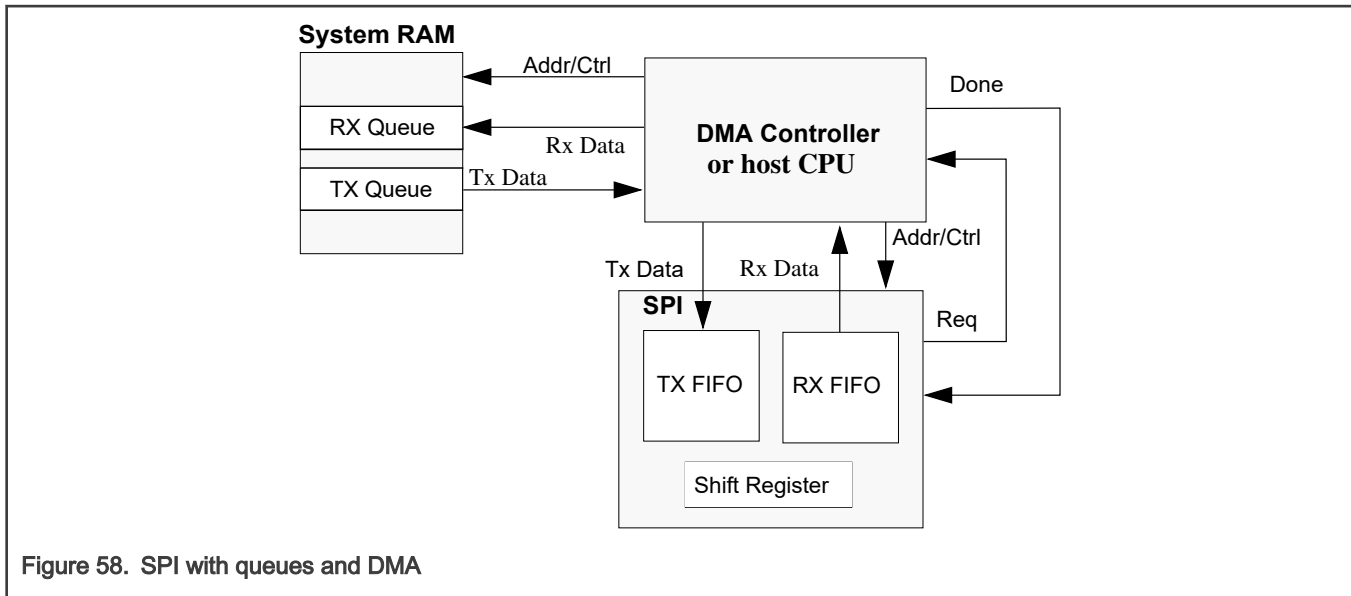 System RAM
Addr/Ctrl
Done
RX Queue
DMA Controller
or host CPU
Rx Data
TX Queue
Tx Data
Addr/Ctrl
Tx Data
Rx Data
SPI
Req
TX FIFO
RX FIFO
Shift Register
Figure 58. SPI with queues and DMA